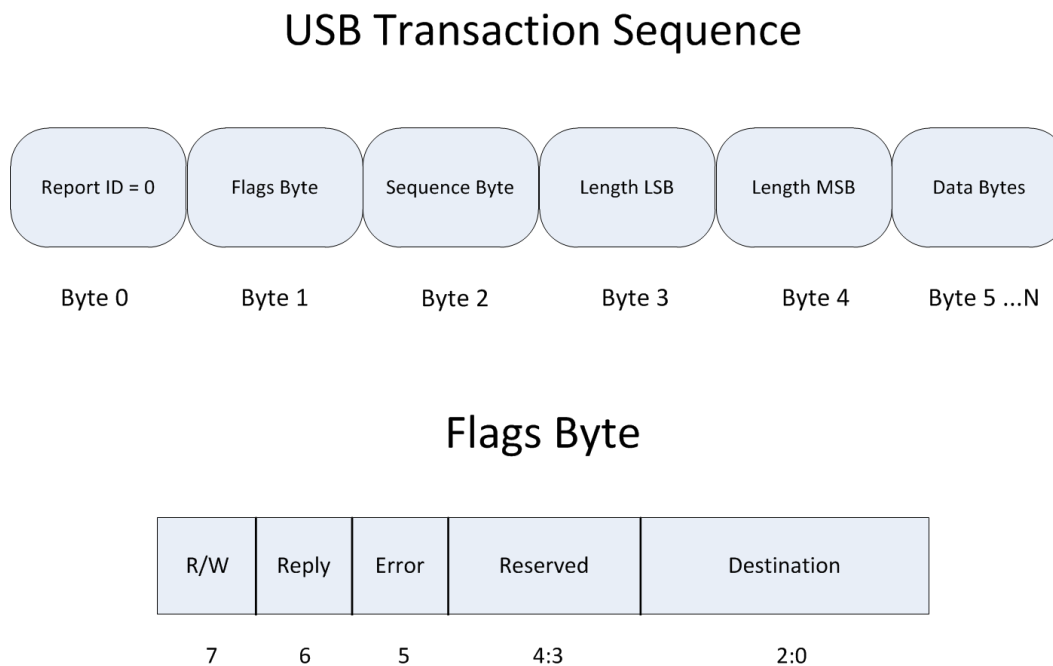 USB Transaction Sequence
Report ID = 0 Flags Byte Sequence Byte Length LSB Length MSB Data Bytes
Byte 0 Byte 1 Byte 2 Byte 3 Byte 4 Byte 5 ...N
Flags Byte
R/W Reply Error Reserved Destination
7 6 5 4:3 2:0